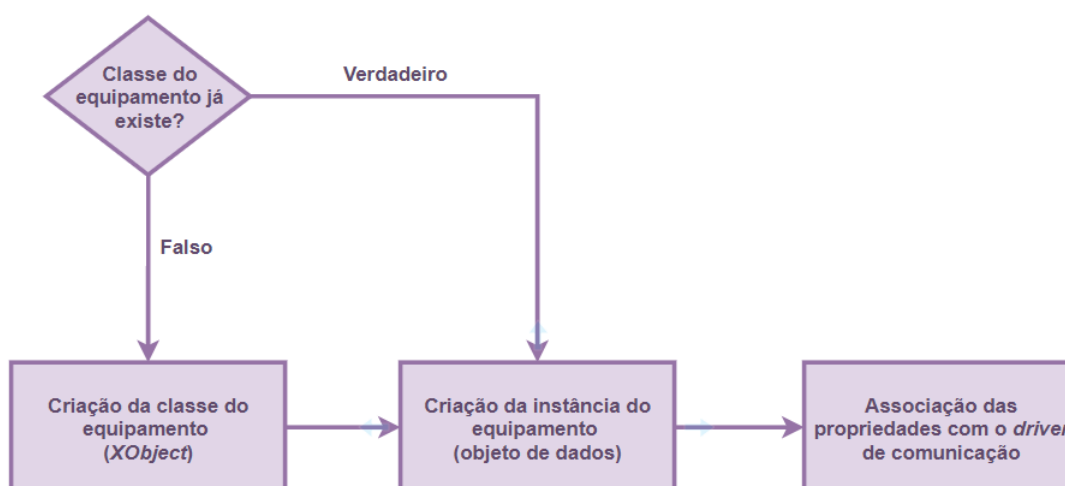 Classe do
equipamento já
existe?
Verdadeiro
Falso
Criação da classe do
equipamento
(XObject)
Criação da instância do
equipamento
(objeto de dados)
Associação das
propriedades com o driver
de comunicação